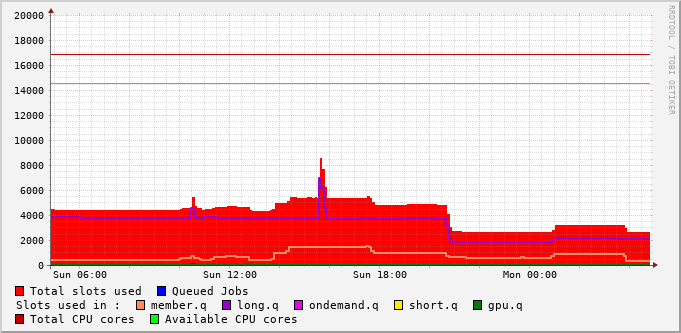 20000
18000
16000
14000
12000
10000
8000
6000
4000
2000
0
Sun 06:00 Sun 12:00 Sun 18:00 Mon 00:00
RRDTOOL / TOBI OETIKER
Total slots used Queued Jobs
Slots used in : member.q long.q ondemand.q short.q gpu.q
Total CPU cores Available CPU cores